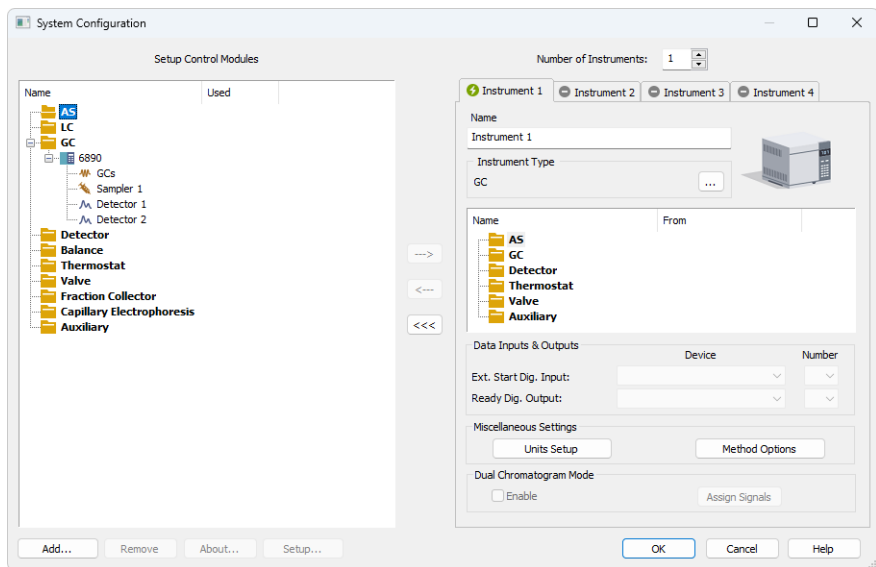 System Configuration
Setup Control Modules
Name Used
AS
LC
GC
6890
GCs
Sampler 1
Detector 1
Detector 2
Detector
Balance
Thermostat
Valve
Fraction Collector
Capillary Electrophoresis
Auxiliary
Add... Remove About... Setup...
--->
<---
<<<
Number of Instruments: 1
Instrument 1 Instrument 2 Instrument 3 Instrument 4
Name
Instrument 1
Instrument Type
GC ...
Name From
AS
GC
Detector
Thermostat
Valve
Auxiliary
Data Inputs & Outputs
Device Number
Ext. Start Dig. Input:
Ready Dig. Output:
Miscellaneous Settings
Units Setup Method Options
Dual Chromatogram Mode
Enable Assign Signals
OK Cancel Help